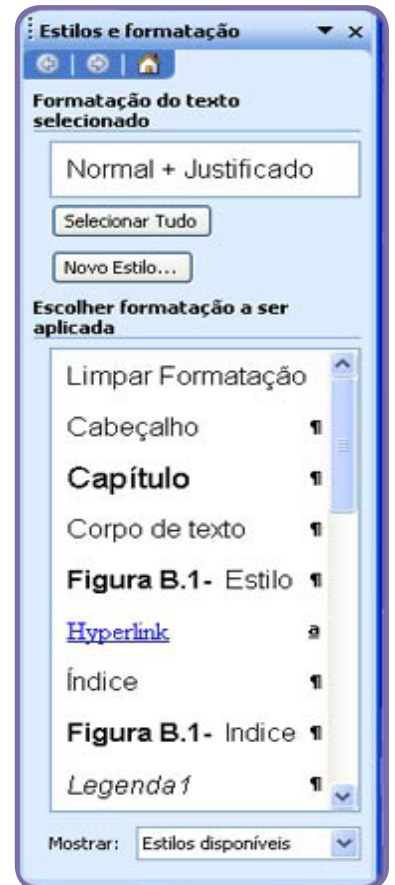 Estilos e formatação
Formatação do texto
selecionado
Normal + Justificado
Selecionar Tudo
Novo Estilo...
Escolher formatação a ser
aplicada
Limpar Formatação
Cabeçalho ¶
Capítulo ¶
Corpo de texto ¶
Figura B.1- Estilo ¶
Hyperlink a
Índice ¶
Figura B.1- Indice ¶
Legenda1 ¶
Mostrar: Estilos disponíveis